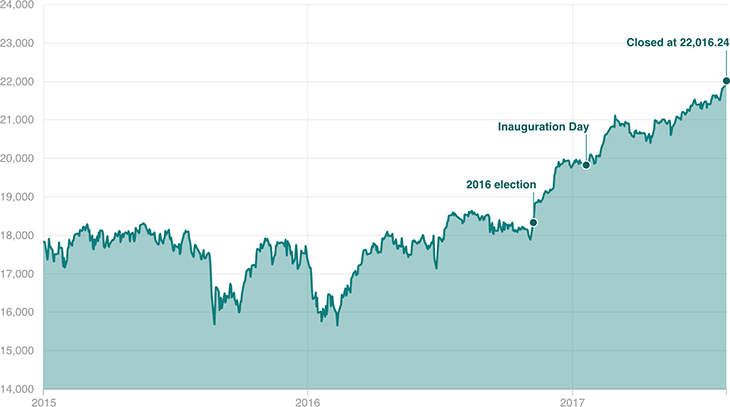 24,000
23,000
Closed at 22,016.24
22,000
21,000
Inauguration Day
20,000
2016 election
19,000
18,000
17,000
16,000
15,000
14,000
2015 2016 2017